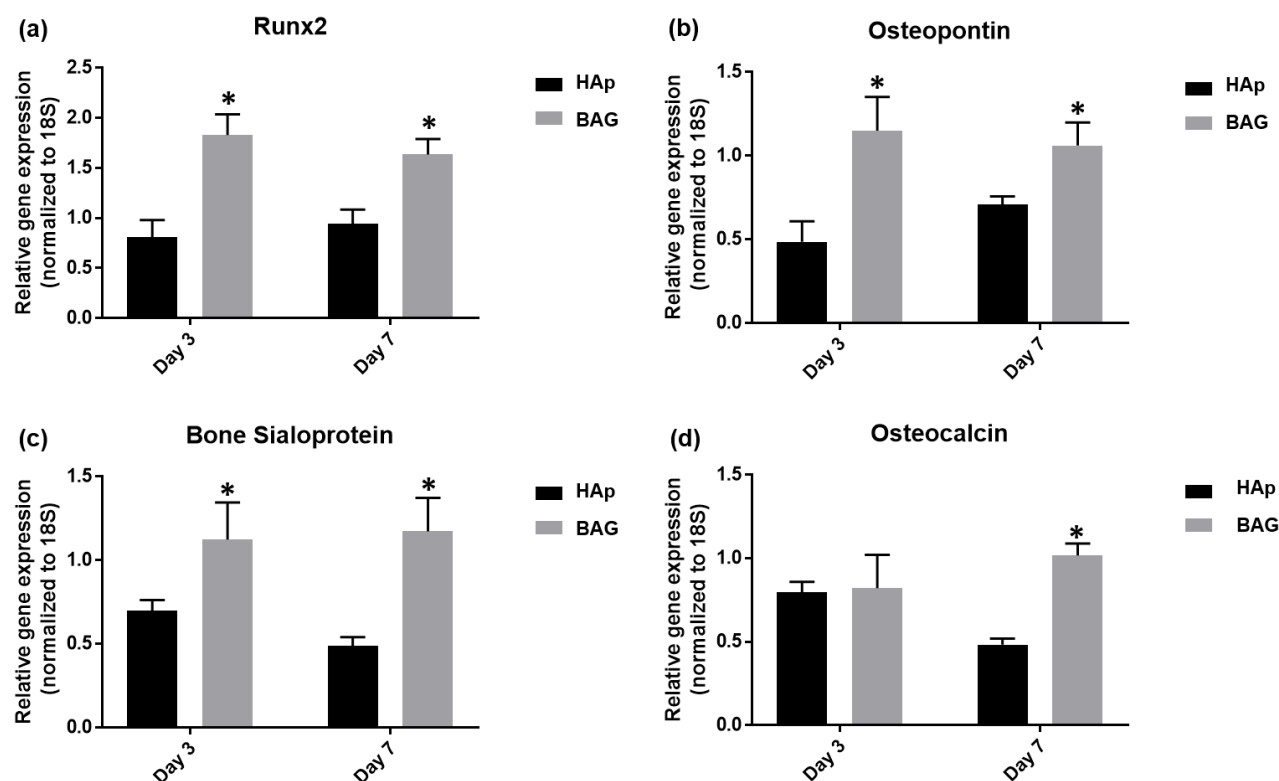 (a)
Runx2
Relative gene expression
(normalized to 18S)
2.5
2.0
1.5
1.0
0.5
0.0
*
*
Day 3
Day 7
HAp
BAG
(b)
Osteopontin
Relative gene expression
(normalized to 18S)
1.5
1.0
0.5
0.0
*
*
Day 3
Day 7
HAp
BAG
(c)
Bone Sialoprotein
Relative gene expression
(normalized to 18S)
1.5
1.0
0.5
0.0
*
*
Day 3
Day 7
HAp
BAG
(d)
Osteocalcin
Relative gene expression
(normalized to 18S)
1.5
1.0
0.5
0.0
*
Day 3
Day 7
HAp
BAG